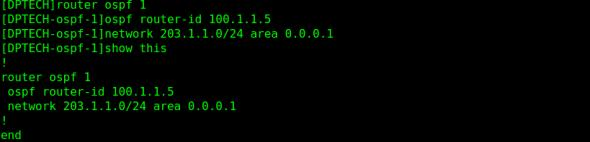 [DPTECH]router ospf 1
[DPTECH-ospf-1]ospf router-id 100.1.1.5
[DPTECH-ospf-1]network 203.1.1.0/24 area 0.0.0.1
[DPTECH-ospf-1]show this
!
router ospf 1
 ospf router-id 100.1.1.5
 network 203.1.1.0/24 area 0.0.0.1
!
end